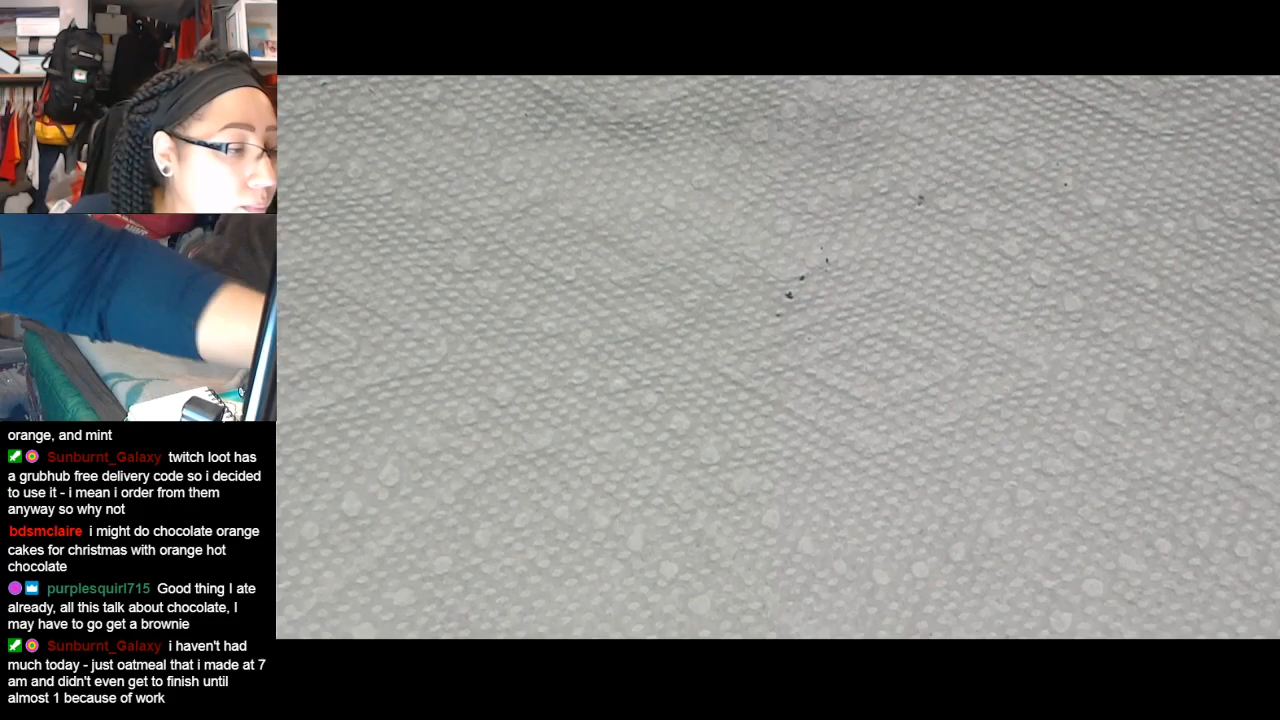 orange, and mint
Sunburnt_Galaxy twitch loot has
a grubhub free delivery code so i decided
to use it - i mean i order from them
anyway so why not
bdsmclaire i might do chocolate orange
cakes for christmas with orange hot
chocolate
purplesquirl715 Good thing I ate
already, all this talk about chocolate, I
may have to go get a brownie
Sunburnt_Galaxy i haven't had
much today - just oatmeal that i made at 7
am and didn't even get to finish until
almost 1 because of work